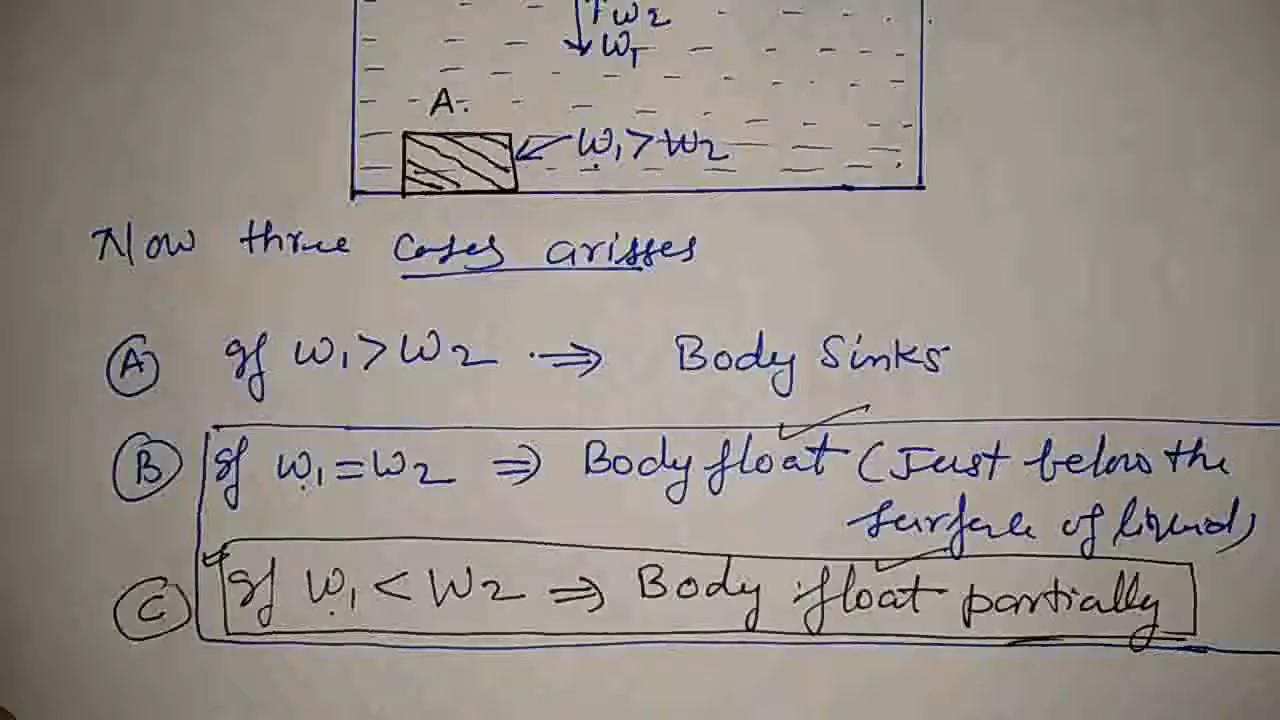 ↑ W2
↓ W1
A.
W1 > W2
Now three cases arisses
A If W1 > W2 ⇒ Body Sinks
B If W1 = W2 ⇒ Body float (Just below the
surface of liquid)
C If W1 < W2 ⇒ Body float partially